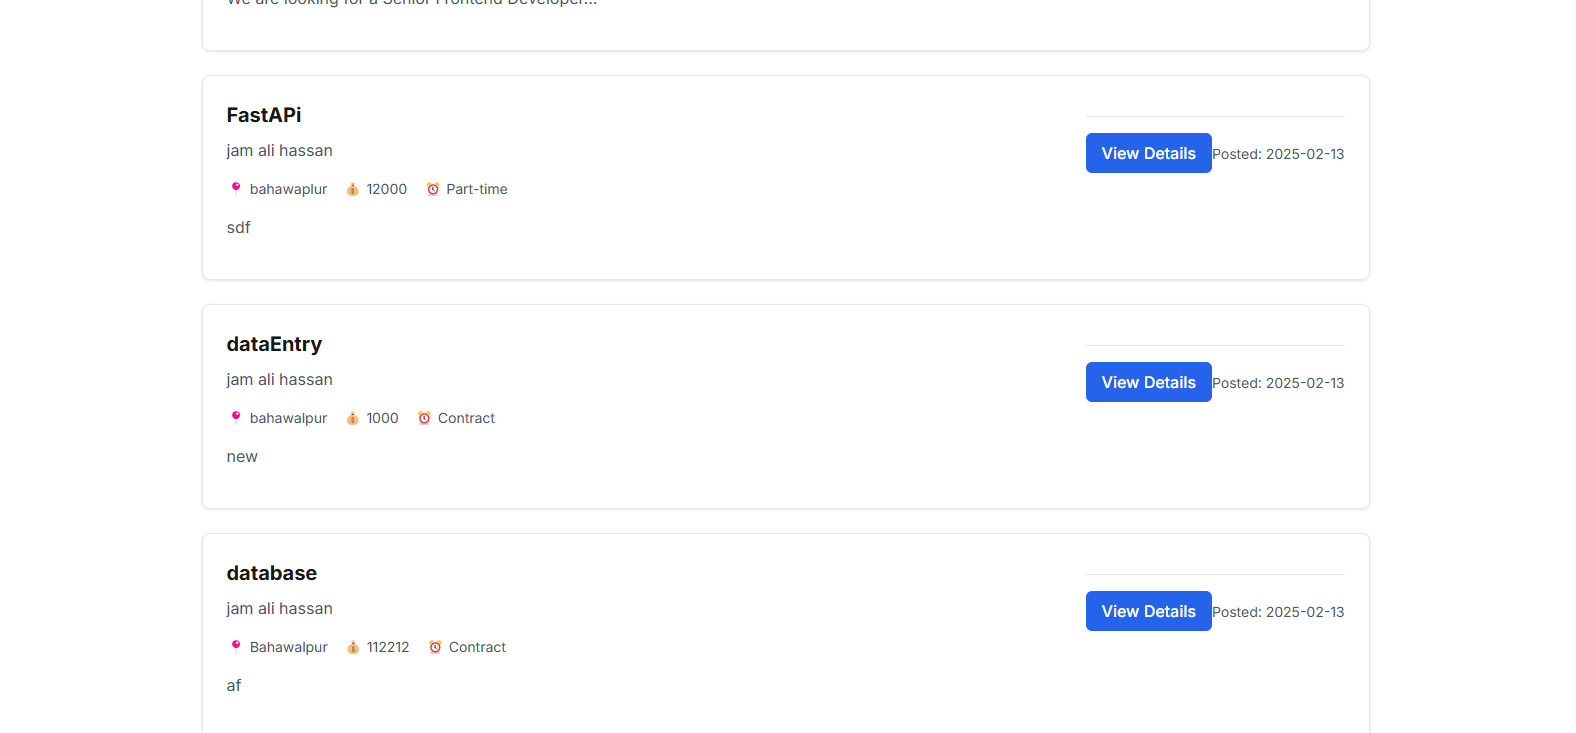 We are looking for a Senior Frontend Developer...
FastAPi
jam ali hassan
bahawaplur 12000 Part-time
sdf
View Details Posted: 2025-02-13
dataEntry
jam ali hassan
bahawalpur 1000 Contract
new
View Details Posted: 2025-02-13
database
jam ali hassan
Bahawalpur 112212 Contract
af
View Details Posted: 2025-02-13